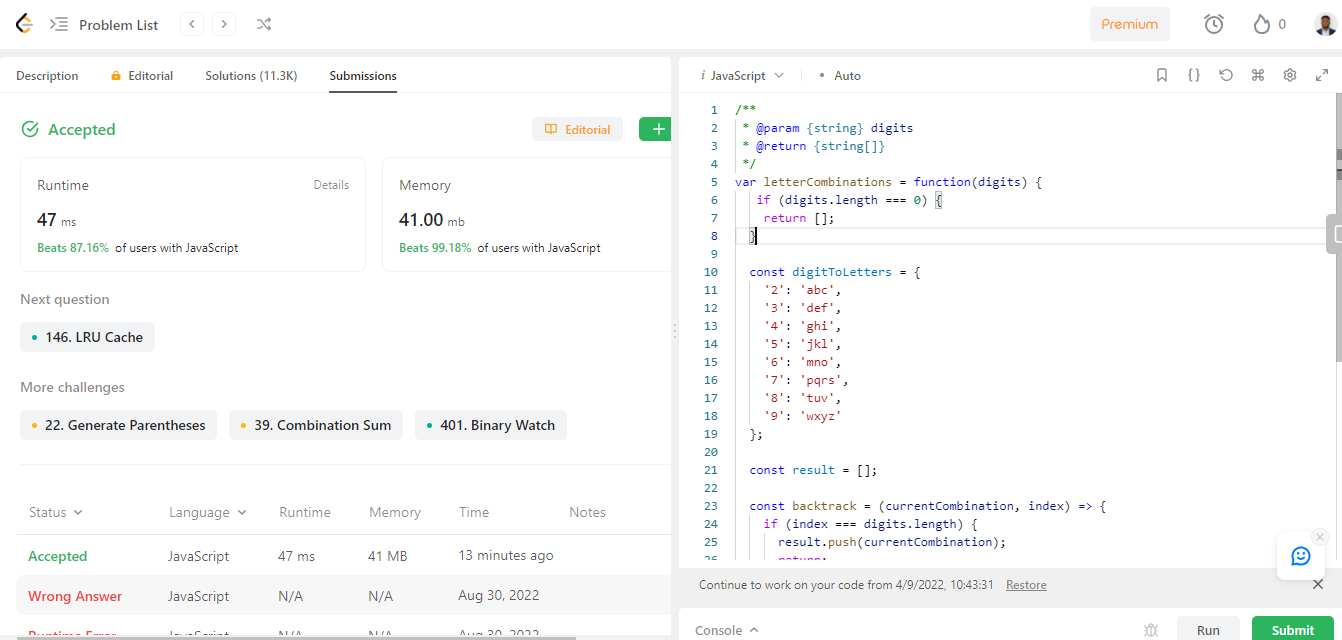 Problem List
Premium
0
Description
Editorial
Solutions (11.3K)
Submissions
Accepted
Editorial
Runtime
Details
47 ms
Beats 87.16% of users with JavaScript
Memory
41.00 mb
Beats 99.18% of users with JavaScript
Next question
146. LRU Cache
More challenges
22. Generate Parentheses
39. Combination Sum
401. Binary Watch
Status Language Runtime Memory Time Notes
Accepted JavaScript 47 ms 41 MB 13 minutes ago
Wrong Answer JavaScript N/A N/A Aug 30, 2022
Runtime Error JavaScript N/A N/A Aug 30, 2022
i JavaScript • Auto
1 /**
2 * @param {string} digits
3 * @return {string[]}
4 */
5 var letterCombinations = function(digits) {
6 if (digits.length === 0) {
7 return [];
8 }
9
10 const digitToLetters = {
11 '2': 'abc',
12 '3': 'def',
13 '4': 'ghi',
14 '5': 'jkl',
15 '6': 'mno',
16 '7': 'pqrs',
17 '8': 'tuv',
18 '9': 'wxyz'
19 };
20
21 const result = [];
22
23 const backtrack = (currentCombination, index) => {
24 if (index === digits.length) {
25 result.push(currentCombination);
26 return;
Continue to work on your code from 4/9/2022, 10:43:31 Restore
Console
Run
Submit